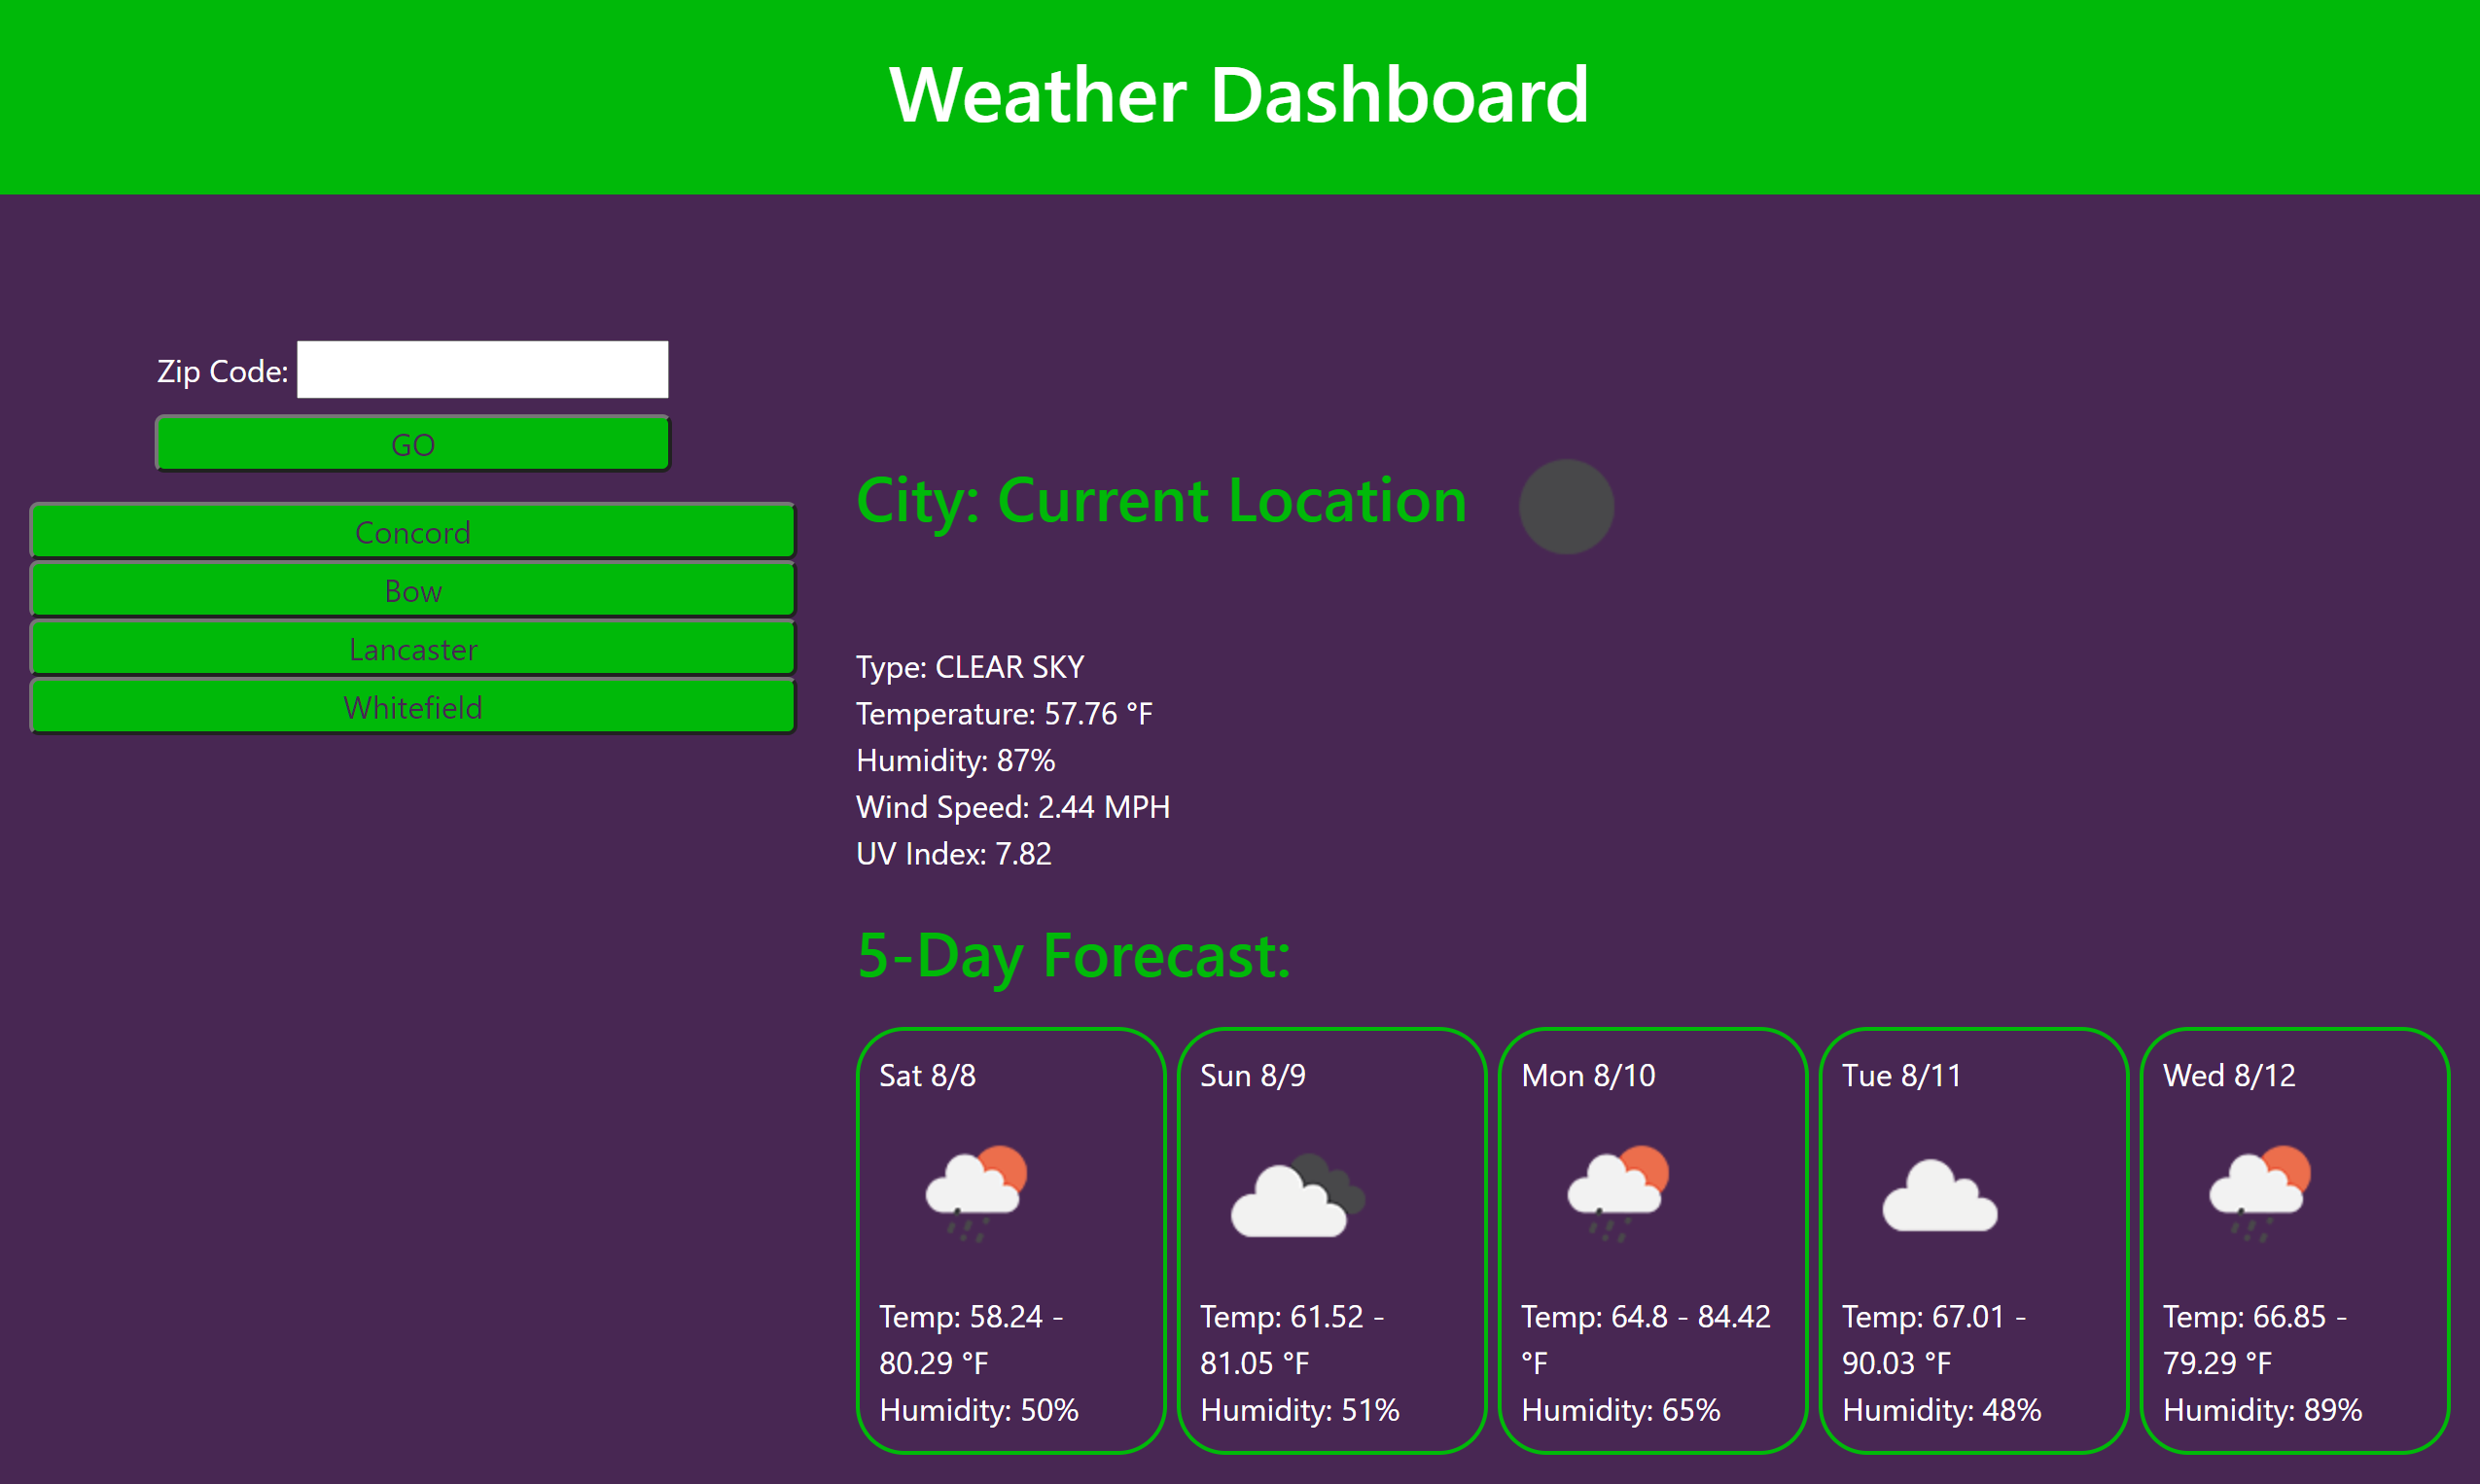 Weather Dashboard
Zip Code:
GO
Concord
Bow
Lancaster
Whitefield
City: Current Location
Type: CLEAR SKY
Temperature: 57.76 °F
Humidity: 87%
Wind Speed: 2.44 MPH
UV Index: 7.82
5-Day Forecast:
Sat 8/8
Temp: 58.24 -
80.29 °F
Humidity: 50%
Sun 8/9
Temp: 61.52 -
81.05 °F
Humidity: 51%
Mon 8/10
Temp: 64.8 - 84.42
°F
Humidity: 65%
Tue 8/11
Temp: 67.01 -
90.03 °F
Humidity: 48%
Wed 8/12
Temp: 66.85 -
79.29 °F
Humidity: 89%